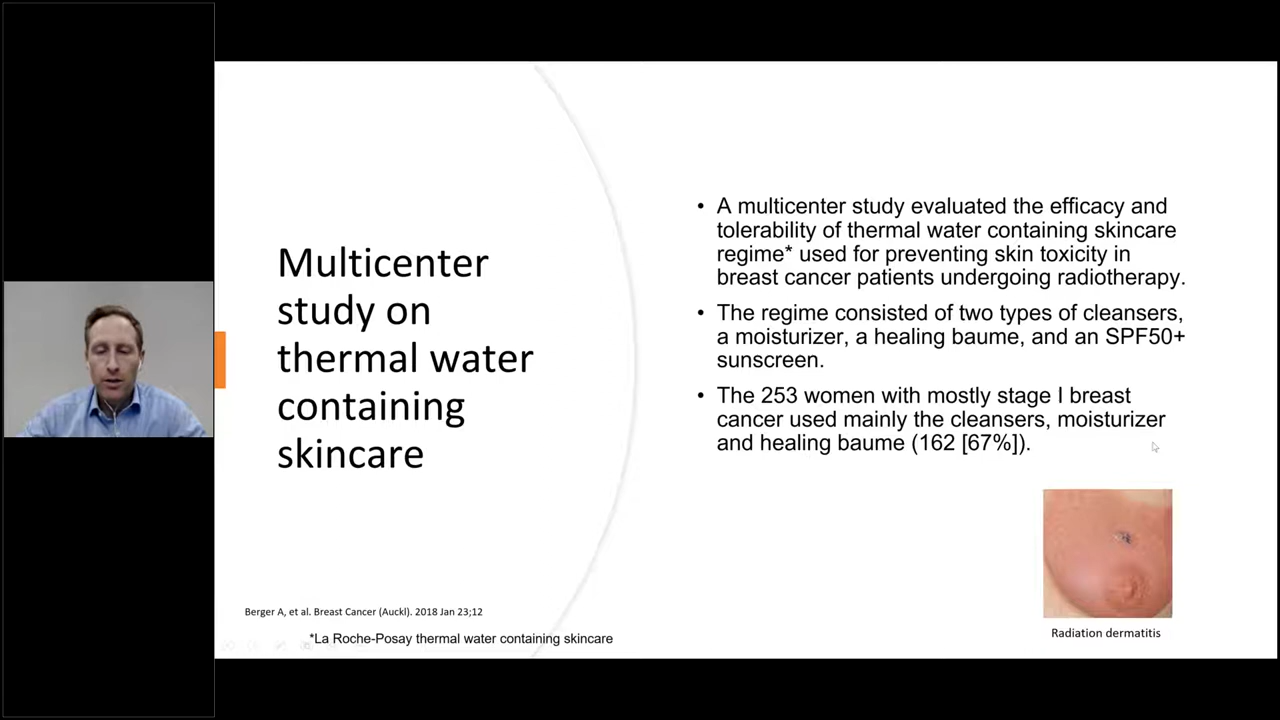 Multicenter
study on
thermal water
containing
skincare
• A multicenter study evaluated the efficacy and
tolerability of thermal water containing skincare
regime* used for preventing skin toxicity in
breast cancer patients undergoing radiotherapy.
• The regime consisted of two types of cleansers,
a moisturizer, a healing baume, and an SPF50+
sunscreen.
• The 253 women with mostly stage I breast
cancer used mainly the cleansers, moisturizer
and healing baume (162 [67%]).
Radiation dermatitis
Berger A, et al. Breast Cancer (Auckl). 2018 Jan 23;12
*La Roche-Posay thermal water containing skincare